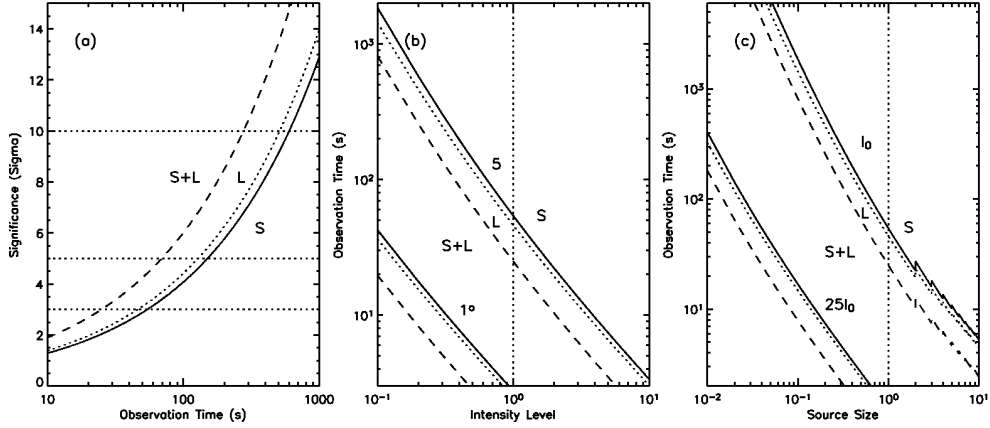 (a)
14
12
10
8
6
4
2
0
S+L
L
S
Significance (Sigma)
10
100
1000
Observation Time (s)
(b)
10²
10¹
5
L
S
S+L
1°
Observation Time (s)
10⁻¹
10⁰
10¹
Intensity Level
(c)
10³
10²
10¹
I₀
L
S
S+L
25I₀
Observation Time (s)
10⁻²
10⁻¹
10⁰
10¹
Source Size